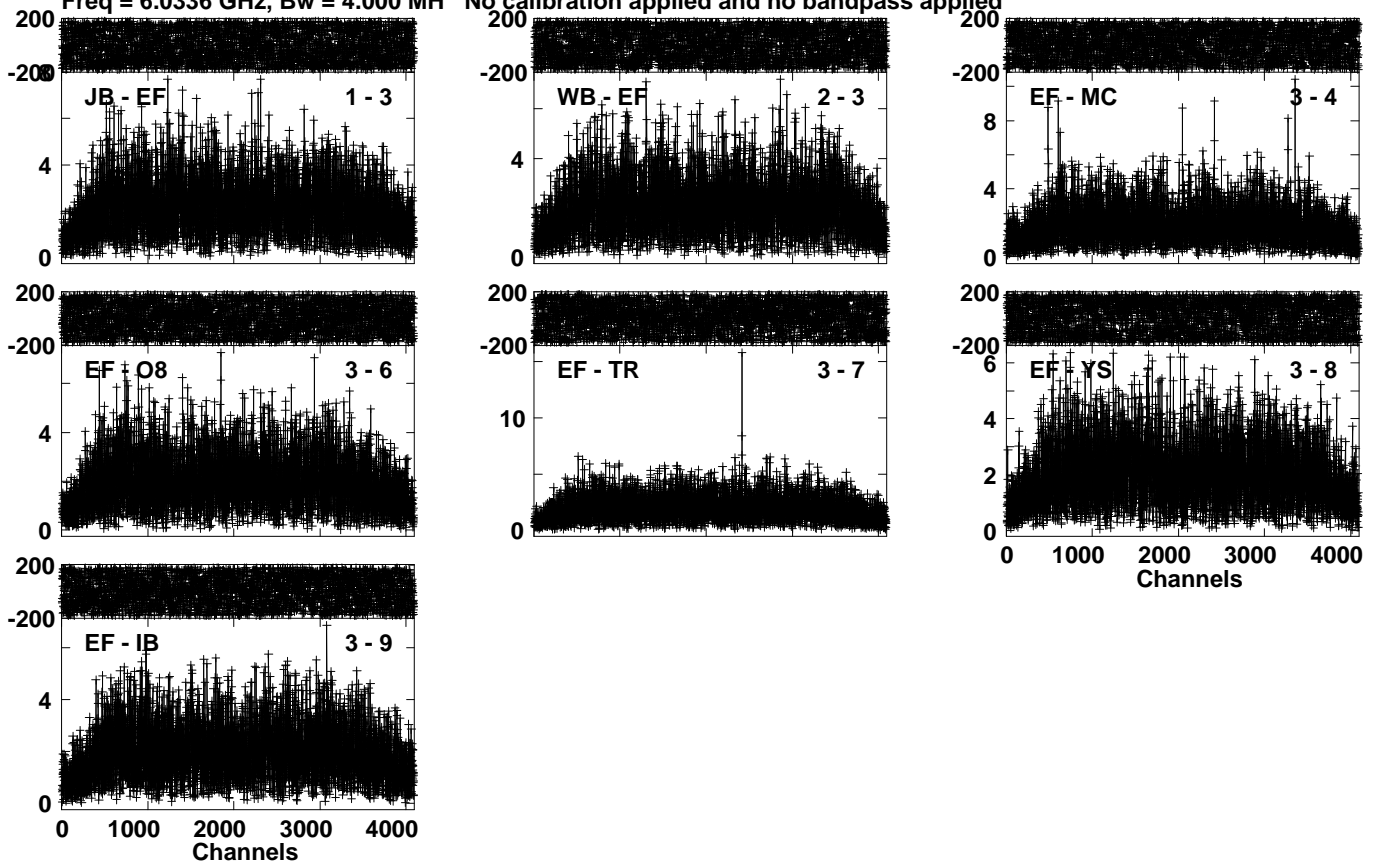 Freq = 6.0336 GHz, Bw = 4.000 MH No calibration applied and no bandpass applied
200
-200
8
JB - EF 1 - 3
4
0
200
-200
WB - EF 2 - 3
4
0
200
-200
EF - MC 3 - 4
8
4
0
200
-200
EF - O8 3 - 6
4
0
200
-200
EF - TR 3 - 7
10
0
200
-200
6
EF - YS 3 - 8
4
2
0
0 1000 2000 3000 4000
Channels
200
-200
EF - IB 3 - 9
4
0
0 1000 2000 3000 4000
Channels